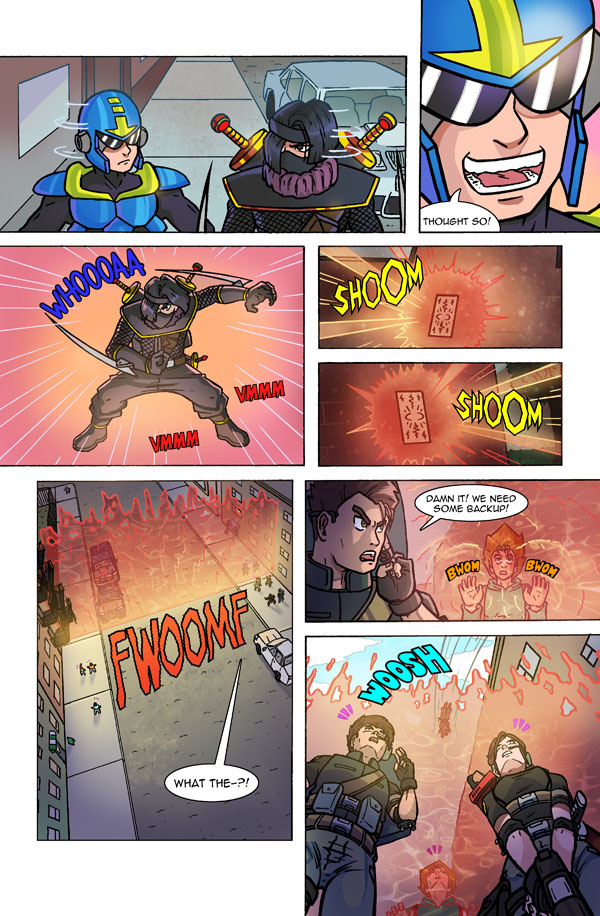 THOUGHT SO!
WHOOOAA
VMMM
VMMM
SHOOM
SHOOM
FWOOMF
WHAT THE-?!
DAMN IT! WE NEED
SOME BACKUP!
BWOM
BWOM
WOOSH